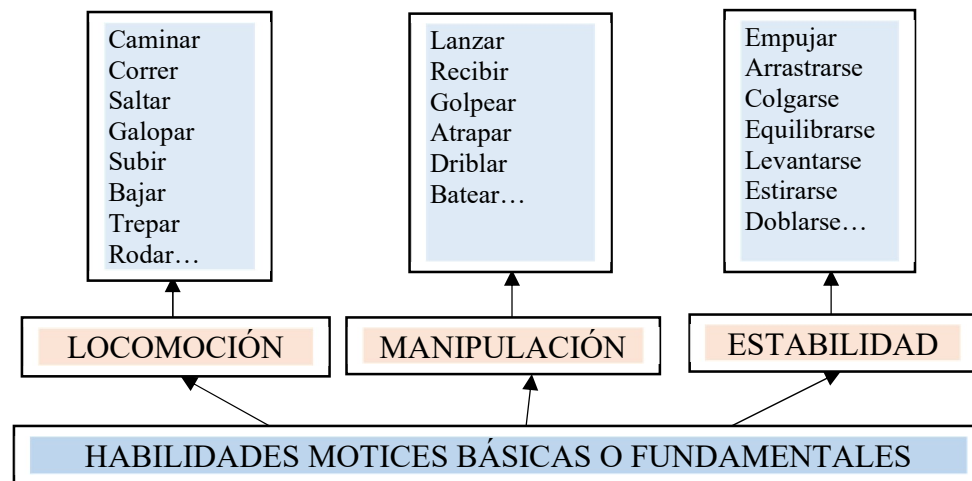 Caminar
Correr
Saltar
Galopar
Subir
Bajar
Trepar
Rodar…
Lanzar
Recibir
Golpear
Atrapar
Driblar
Batear…
Empujar
Arrastrarse
Colgarse
Equilibrarse
Levantarse
Estirarse
Doblarse…
LOCOMOCIÓN
MANIPULACIÓN
ESTABILIDAD
HABILIDADES MOTICES BÁSICAS O FUNDAMENTALES